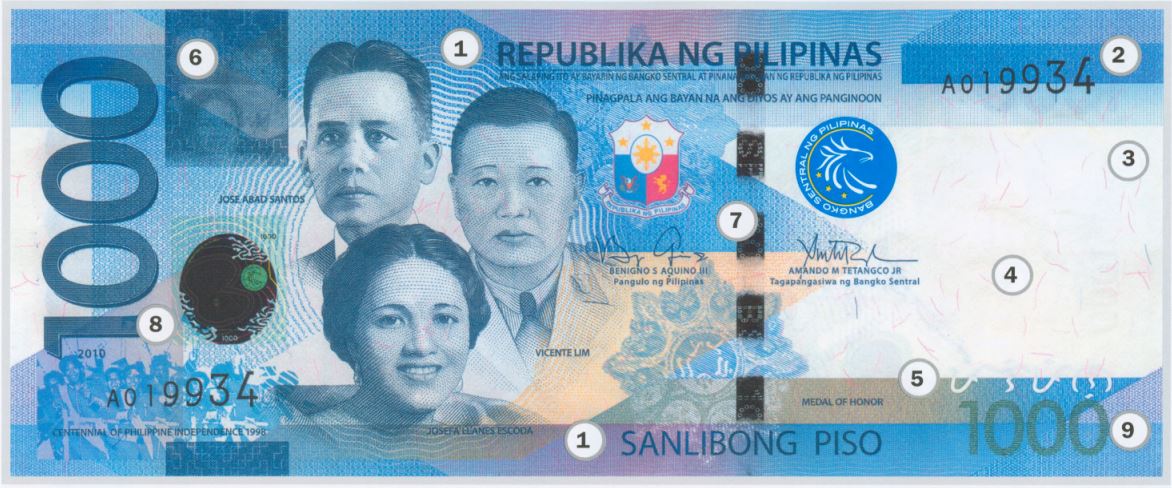 1000
6
1
REPUBLIKA NG PILIPINAS
ANG SALAPING ITO AY BAYARIN NG BANGKO SENTRAL AT PINANANAGUTAN NG REPUBLIKA NG PILIPINAS
PINAGPALA ANG BAYAN NA ANG DIYOS AY ANG PANGINOON
2
A019934
BANGKO SENTRAL NG PILIPINAS
3
JOSE ABAD SANTOS
REPUBLIKA NG PILIPINAS
7
BENIGNO S AQUINO III
Pangulo ng Pilipinas
AMANDO M TETANGCO JR
Tagapangasiwa ng Bangko Sentral
4
1000
1000
8
2010
VICENTE LIM
5
A019934
MEDAL OF HONOR
1000
9
CENTENNIAL OF PHILIPPINE INDEPENDENCE 1998
JOSEFA LLANES ESCODA
1
SANLIBONG PISO